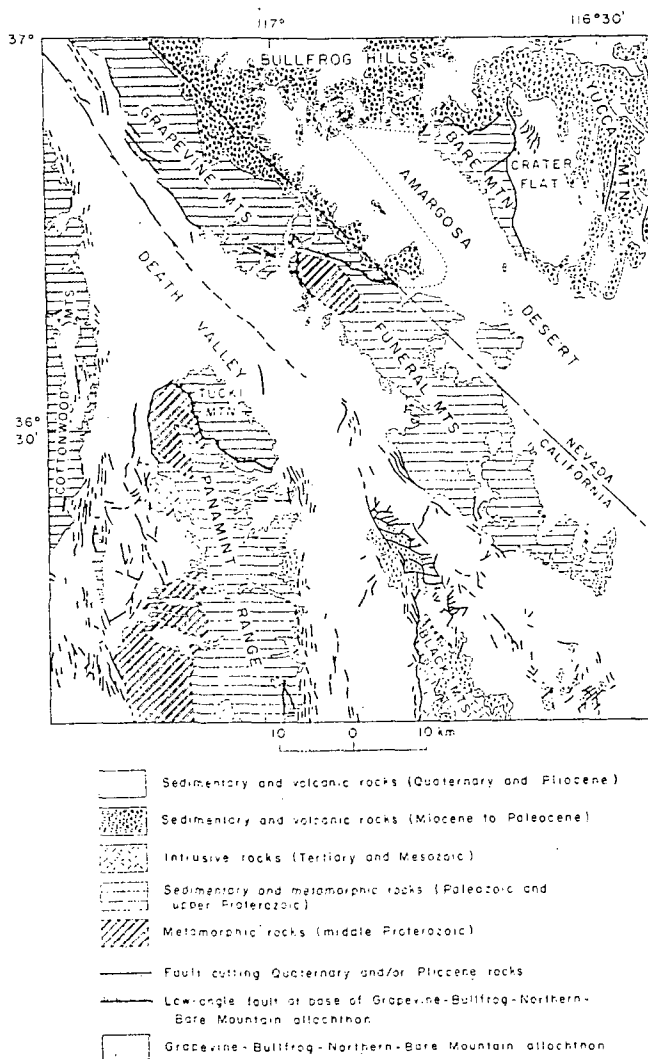 117°
116°30'
37°
BULLFROG HILLS
YUCCA MTN
GRAPEVINE MTS
BARE MTN
CRATER
FLAT
AMARGOSA
DESERT
DEATH
VALLEY
FUNERAL MTS
COTTONWOOD MTS
TUCKI
MTN
36°
30'
PANAMINT
RANGE
NEVADA
CALIFORNIA
BLACK MTS
10 0 10 km
Sedimentary and volcanic rocks (Quaternary and Pliocene)
Sedimentary and volcanic rocks (Miocene to Paleocene)
Intrusive rocks (Tertiary and Mesozoic)
Sedimentary and metamorphic rocks (Paleozoic and
upper Proterozoic)
Metamorphic rocks (middle Proterozoic)
Fault cutting Quaternary and/or Pliocene rocks
Low-angle fault at base of Grapevine-Bullfrog-Northern-
Bare Mountain allochthon
Grapevine-Bullfrog-Northern-Bare Mountain allochthon